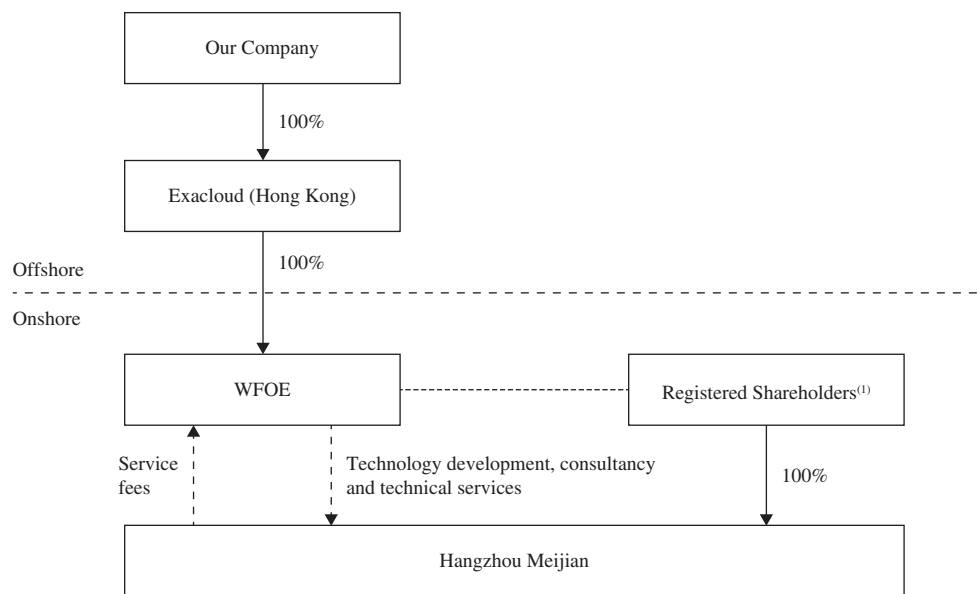 Our Company
100%
Exacloud (Hong Kong)
100%
Offshore
Onshore
WFOE
Registered Shareholders(1)
Service
fees
Technology development, consultancy
and technical services
100%
Hangzhou Meijian